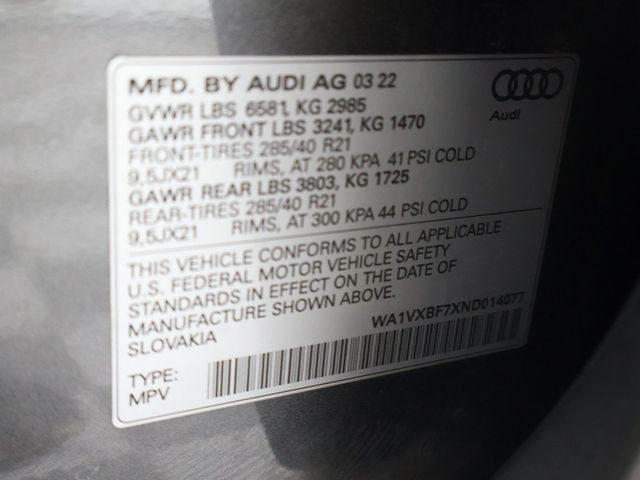 MFD. BY AUDI AG 03 22
GVWR LBS 6581, KG 2985
GAWR FRONT LBS 3241, KG 1470
FRONT-TIRES 285/40 R21
9,5JX21 RIMS, AT 280 KPA 41 PSI COLD
GAWR REAR LBS 3803, KG 1725
REAR-TIRES 285/40 R21
9,5JX21 RIMS, AT 300 KPA 44 PSI COLD
Audi
THIS VEHICLE CONFORMS TO ALL APPLICABLE
U.S. FEDERAL MOTOR VEHICLE SAFETY
STANDARDS IN EFFECT ON THE DATE OF
MANUFACTURE SHOWN ABOVE.
SLOVAKIA
WA1VXBF7XND014077
TYPE:
MPV